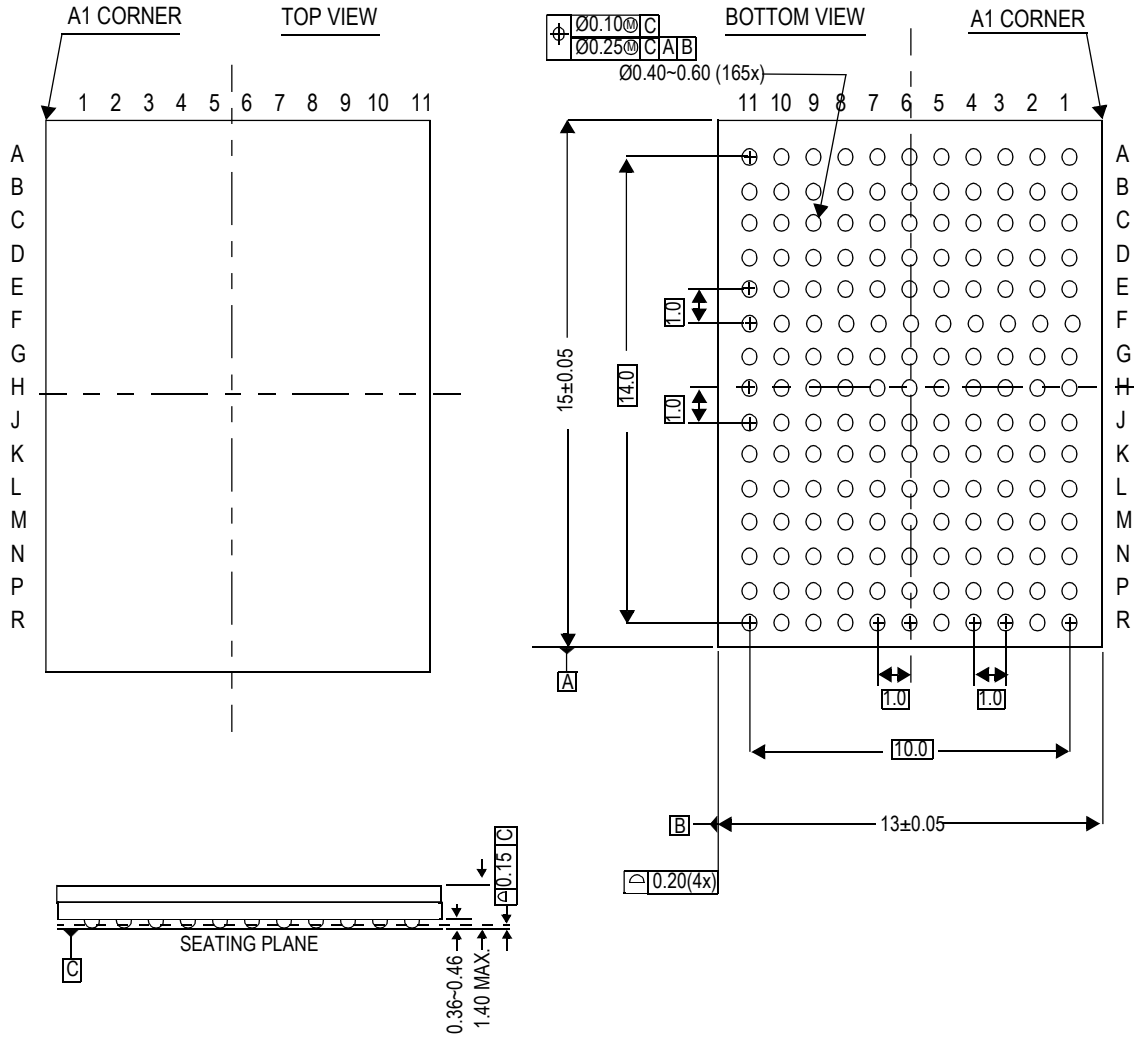 A1 CORNER
TOP VIEW
1 2 3 4 5 6 7 8 9 10 11
A
B
C
D
E
F
G
H
J
K
L
M
N
P
R
Ø0.10Ⓜ C
Ø0.25Ⓜ C A B
Ø0.40~0.60 (165x)
BOTTOM VIEW
A1 CORNER
11 10 9 8 7 6 5 4 3 2 1
A
B
C
D
E
F
G
H
J
K
L
M
N
P
R
1.0
1.0
14.0
15±0.05
A
1.0
1.0
10.0
B
13±0.05
0.20(4x)
0.15 C
SEATING PLANE
C
0.36~0.46
1.40 MAX.